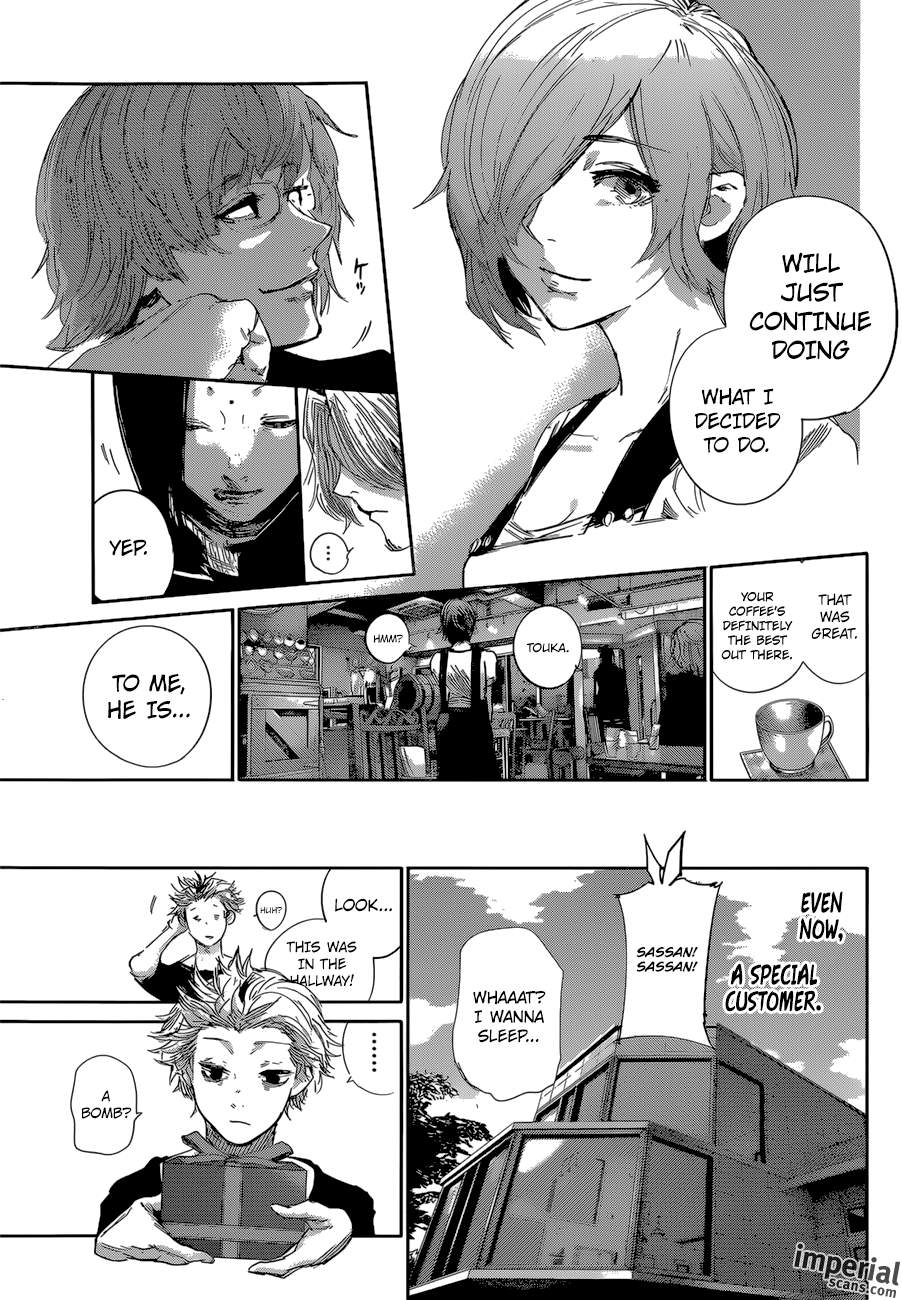 WILL
JUST
CONTINUE
DOING
WHAT I
DECIDED
TO DO.
ケッ
YEP.
...
THAT
WAS
GREAT.
YOUR
COFFEE'S
DEFINITELY
THE BEST
OUT THERE.
TOUKA.
HMM?
TO ME,
HE IS...
EVEN
NOW,
A SPECIAL
CUSTOMER.
SASSAN!
SASSAN!
WHAAAT?
I WANNA
SLEEP...
LOOK...
THIS WAS
IN THE
HALLWAY!
HUH?
......
A
BOMB?
imperial
scans.com